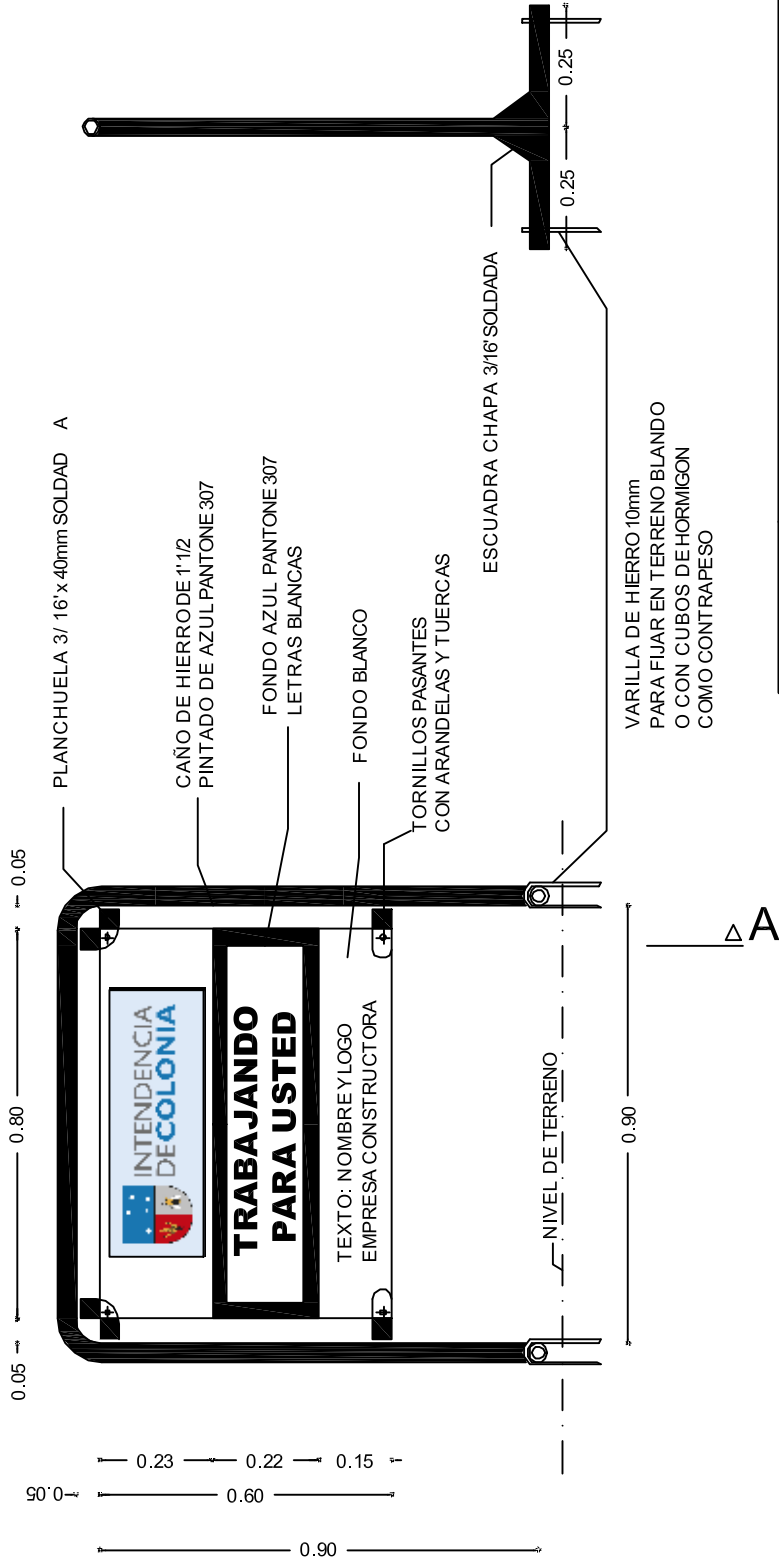 0.05
0.80
0.05
PLANCHUELA 3/ 16' x 40mm SOLDAD A
CAÑO DE HIERRO DE 1'1/2
PINTADO DE AZUL PANTONE 307
FONDO AZUL PANTONE 307
LETRAS BLANCAS
FONDO BLANCO
TORNILLOS PASANTES
CON ARANDELAS Y TUERCAS
INTENDENCIA
DE COLONIA
TRABAJANDO
PARA USTED
TEXTO: NOMBRE Y LOGO
EMPRESA CONSTRUCTORA
0.05
0.23
0.22
0.15
0.60
0.90
NIVEL DE TERRENO
0.90
A
ESCUADRA CHAPA 3/16' SOLDADA
0.25
0.25
VARILLA DE HIERRO 10mm
PARA FIJAR EN TERRENO BLANDO
O CON CUBOS DE HORMIGON
COMO CONTRAPESO